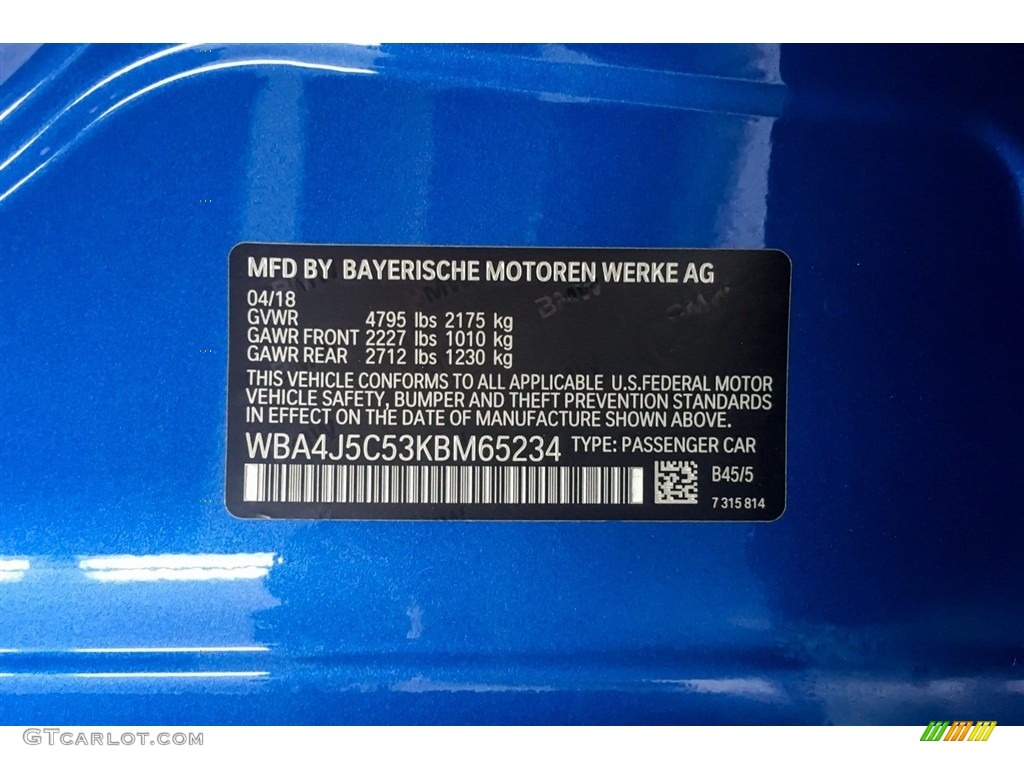 MFD BY BAYERISCHE MOTOREN WERKE AG
04/18
GVWR 4795 lbs 2175 kg
GAWR FRONT 2227 lbs 1010 kg
GAWR REAR 2712 lbs 1230 kg
THIS VEHICLE CONFORMS TO ALL APPLICABLE U.S.FEDERAL MOTOR
VEHICLE SAFETY, BUMPER AND THEFT PREVENTION STANDARDS
IN EFFECT ON THE DATE OF MANUFACTURE SHOWN ABOVE.
WBA4J5C53KBM65234 TYPE: PASSENGER CAR
B45/5
7 315 814
GTCARLOT.COM